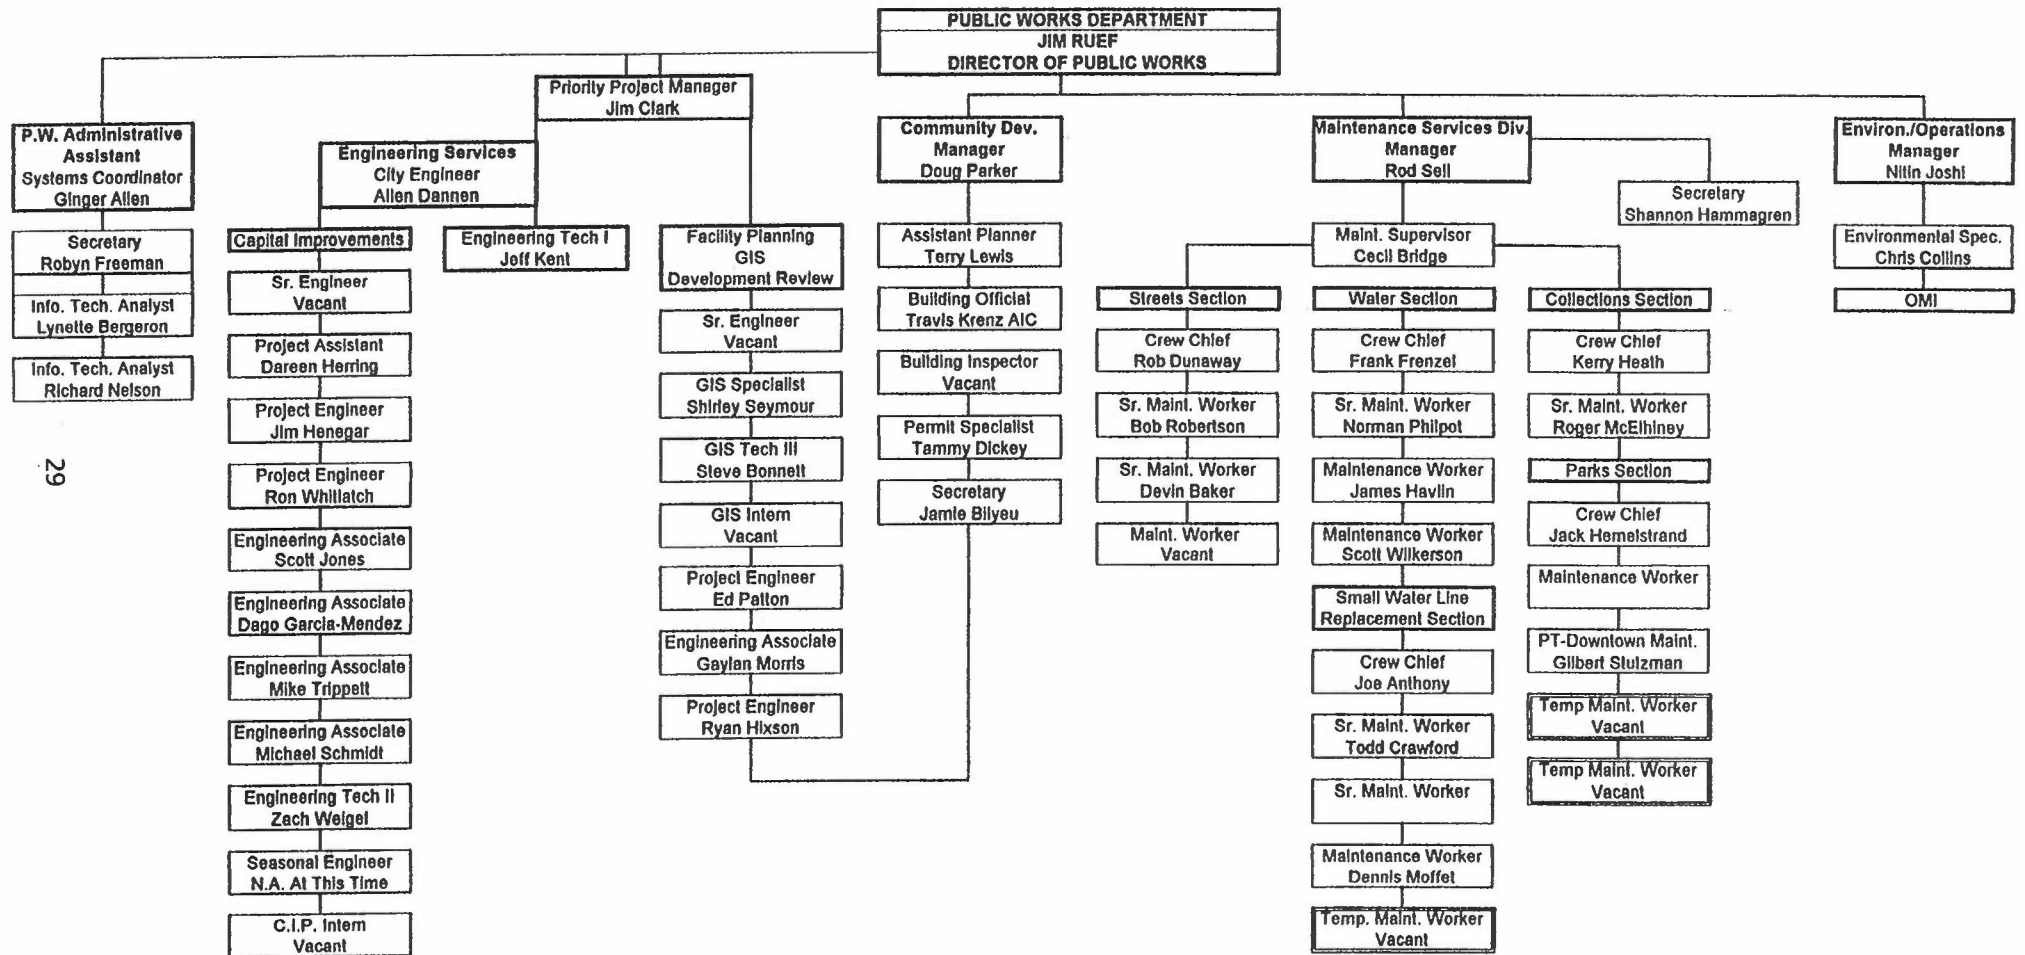 PUBLIC WORKS DEPARTMENT
JIM RUEF
DIRECTOR OF PUBLIC WORKS
Priority Project Manager
Jim Clark
P.W. Administrative
Assistant
Systems Coordinator
Ginger Allen
Secretary
Robyn Freeman
Info. Tech. Analyst
Lynette Bergeron
Info. Tech. Analyst
Richard Nelson
29
Engineering Services
City Engineer
Allen Dannen
Capital Improvements
Sr. Engineer
Vacant
Project Assistant
Dareen Herring
Project Engineer
Jim Henegar
Project Engineer
Ron Whitlatch
Engineering Associate
Scott Jones
Engineering Associate
Dago Garcia-Mendez
Engineering Associate
Mike Trippett
Engineering Associate
Michael Schmidt
Engineering Tech II
Zach Weigel
Seasonal Engineer
N.A. At This Time
C.I.P. Intern
Vacant
Engineering Tech I
Jeff Kent
Facility Planning
GIS
Development Review
Sr. Engineer
Vacant
GIS Specialist
Shirley Seymour
GIS Tech III
Steve Bonnett
GIS Intern
Vacant
Project Engineer
Ed Patton
Engineering Associate
Gaylan Morris
Project Engineer
Ryan Hixson
Community Dev.
Manager
Doug Parker
Assistant Planner
Terry Lewis
Building Official
Travis Krenz AIC
Building Inspector
Vacant
Permit Specialist
Tammy Dickey
Secretary
Jamie Bilyeu
Maintenance Services Div.
Manager
Rod Sell
Secretary
Shannon Hammagren
Maint. Supervisor
Cecil Bridge
Streets Section
Crew Chief
Rob Dunaway
Sr. Maint. Worker
Bob Robertson
Sr. Maint. Worker
Devin Baker
Maint. Worker
Vacant
Water Section
Crew Chief
Frank Frenzel
Sr. Maint. Worker
Norman Philpot
Maintenance Worker
James Havlin
Maintenance Worker
Scott Wilkerson
Small Water Line
Replacement Section
Crew Chief
Joe Anthony
Sr. Maint. Worker
Todd Crawford
Sr. Maint. Worker
Maintenance Worker
Dennis Moffet
Temp. Maint. Worker
Vacant
Collections Section
Crew Chief
Kerry Heath
Sr. Maint. Worker
Roger McElhiney
Parks Section
Crew Chief
Jack Hemelstrand
Maintenance Worker
PT-Downtown Maint.
Gilbert Stutzman
Temp Maint. Worker
Vacant
Temp Maint. Worker
Vacant
Environ./Operations
Manager
Nitin Joshi
Environmental Spec.
Chris Collins
OMI